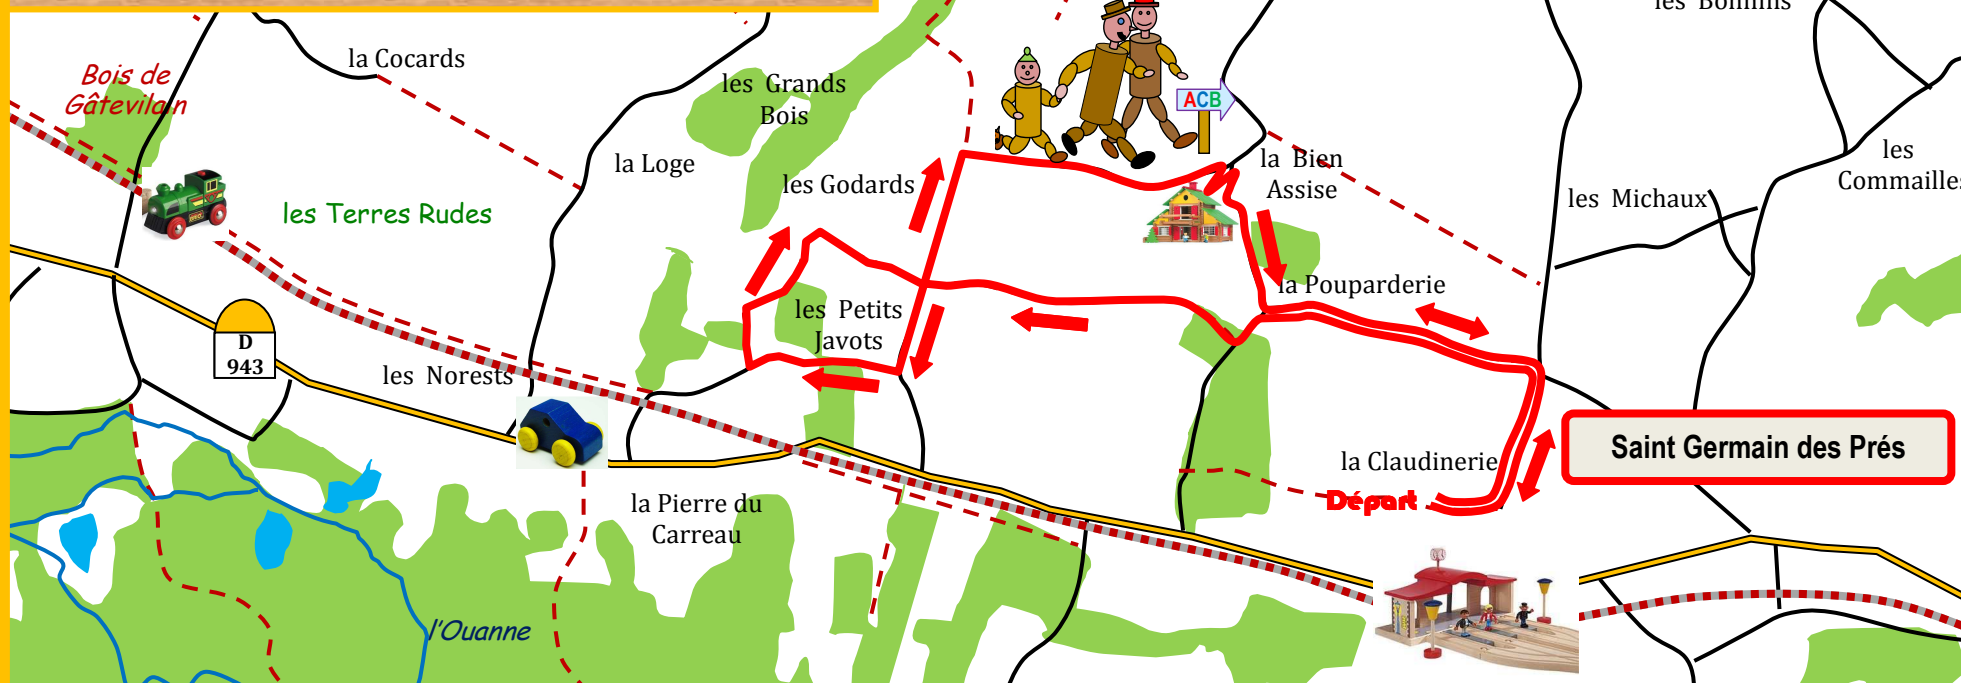 les Bonnins
la Cocards
Bois de
Gâtevilain
les Grands
Bois
ACB
la Loge
la Bien
Assise
les
Commailles
les Godards
les Michaux
les Terres Rudes
la Pouparderie
les Petits
Javots
D
943
les Norests
Saint Germain des Prés
la Claudinerie
Départ
la Pierre du
Carreau
l'Ouanne